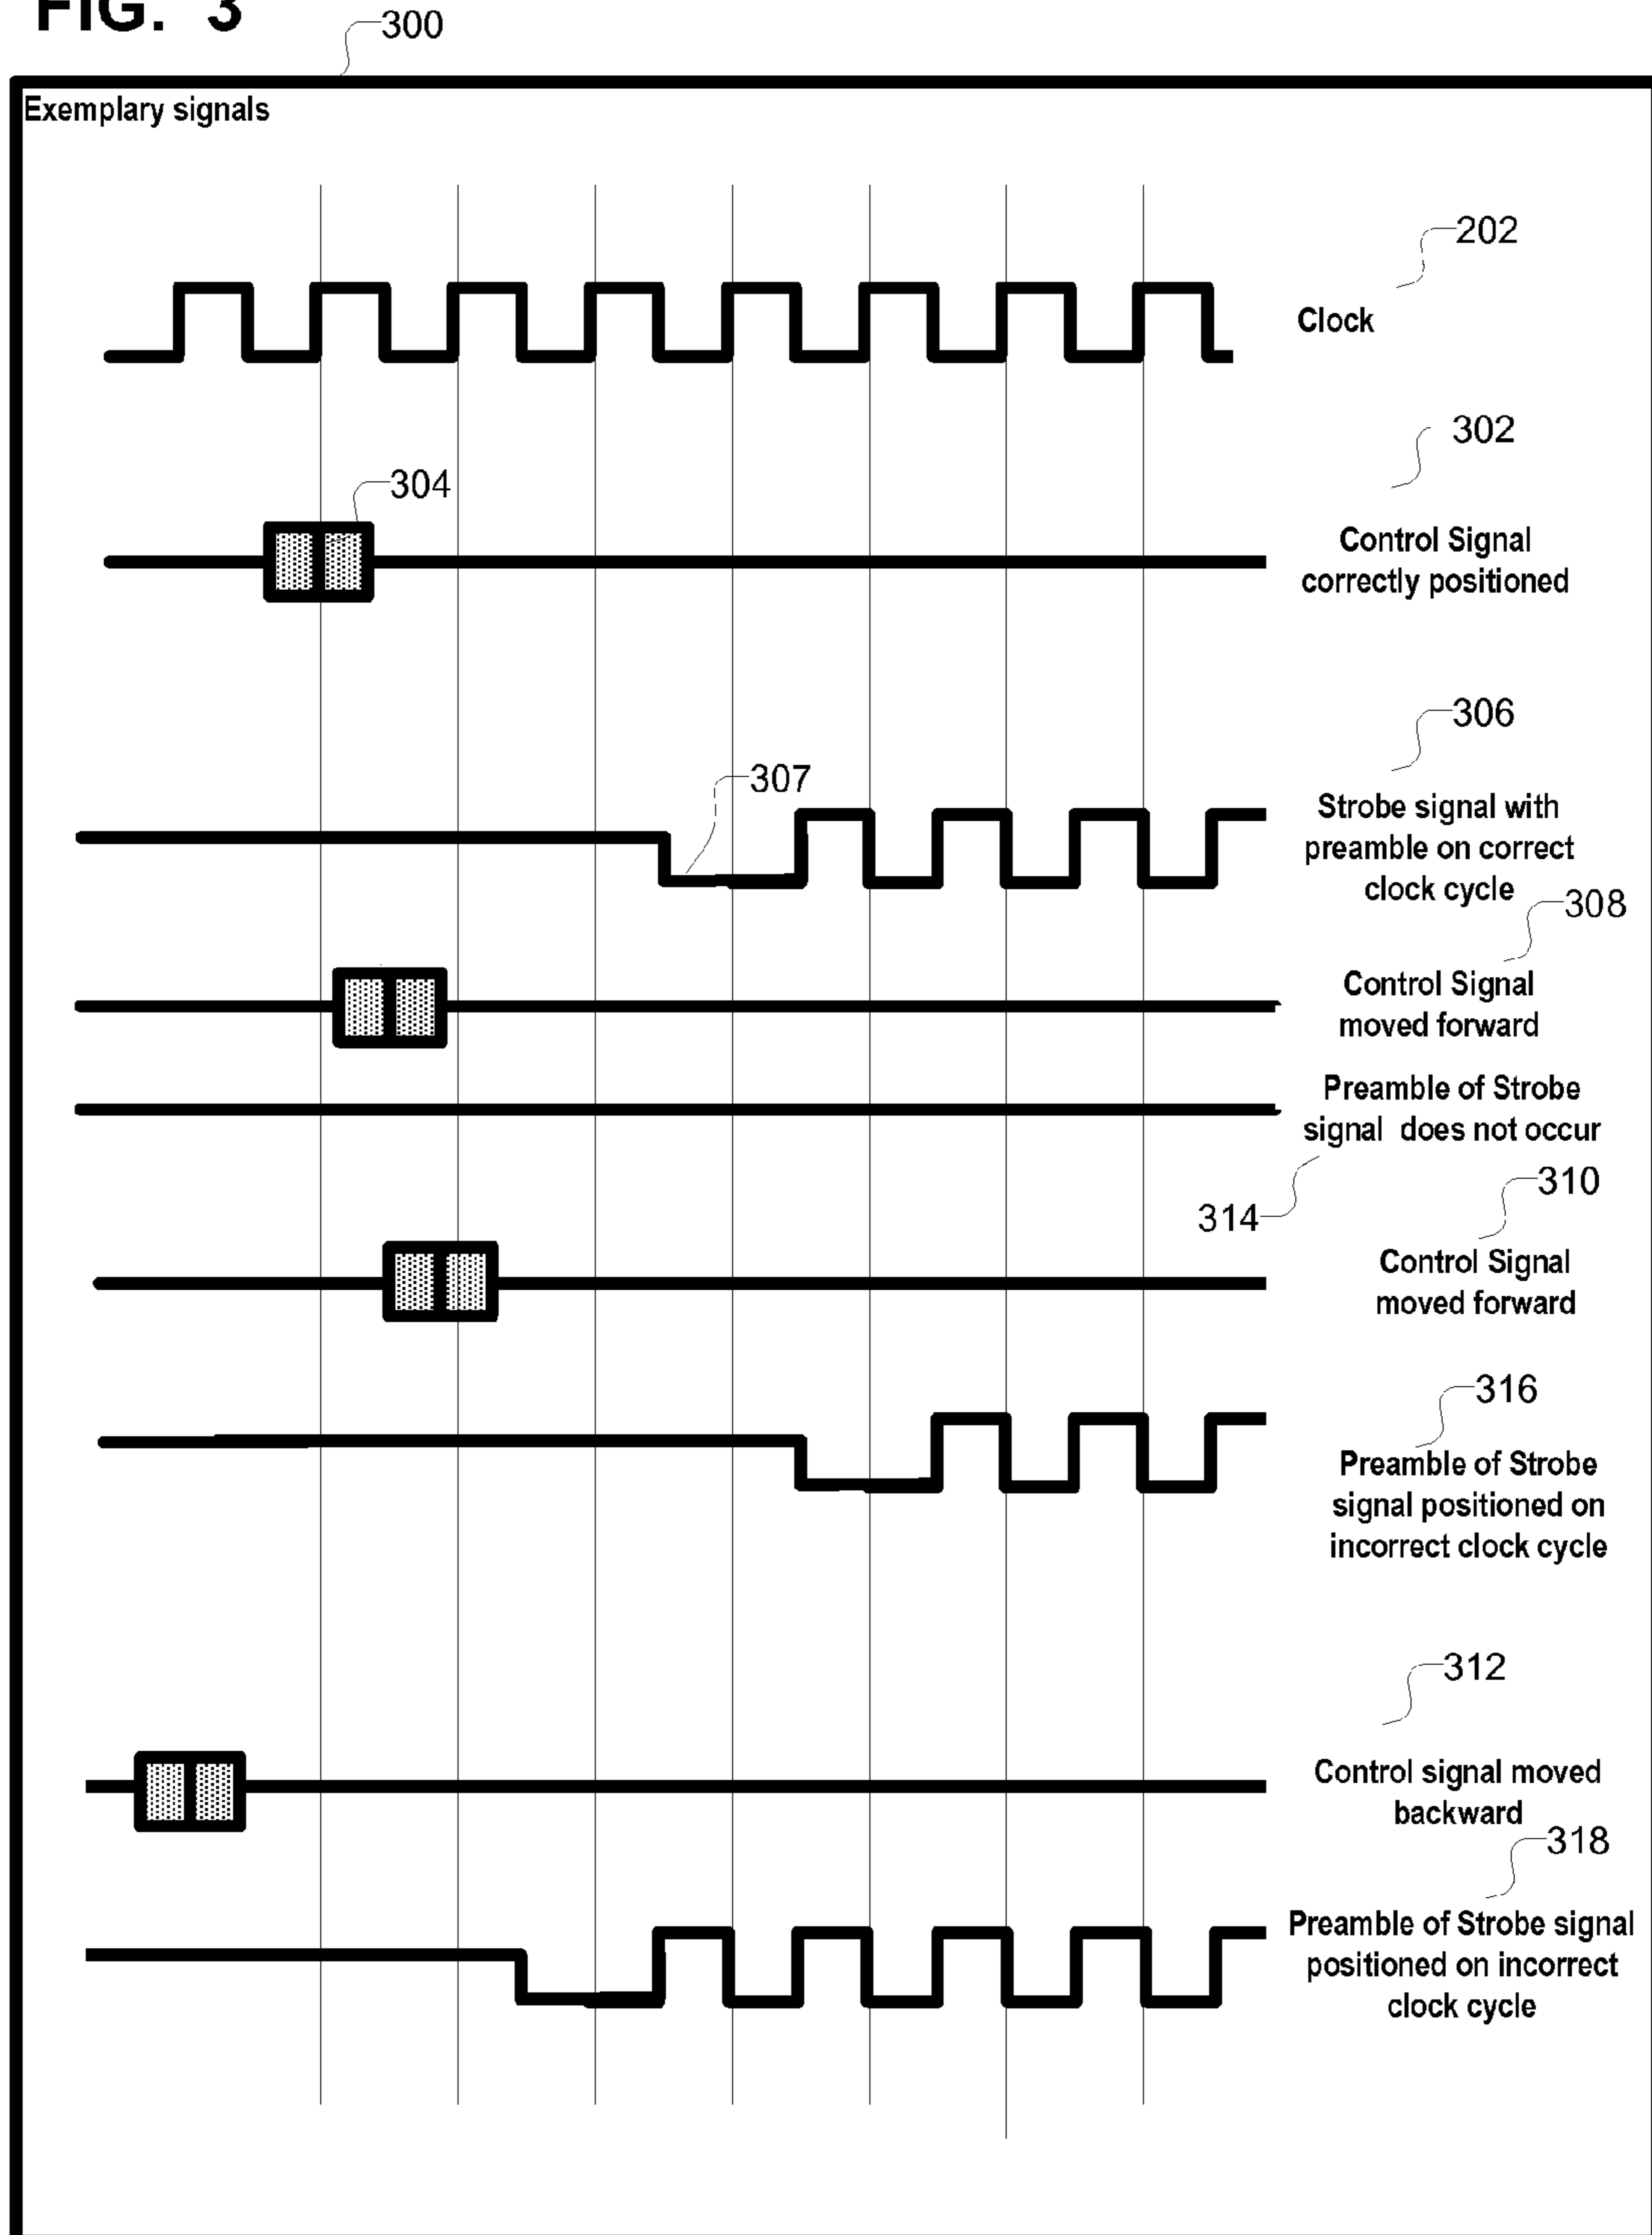 FIG. 3
300
Exemplary signals
202
Clock
302
304
Control Signal
correctly positioned
306
307
Strobe signal with
preamble on correct
clock cycle
308
Control Signal
moved forward
Preamble of Strobe
signal does not occur
310
314
Control Signal
moved forward
316
Preamble of Strobe
signal positioned on
incorrect clock cycle
312
Control signal moved
backward
318
Preamble of Strobe signal
positioned on incorrect
clock cycle